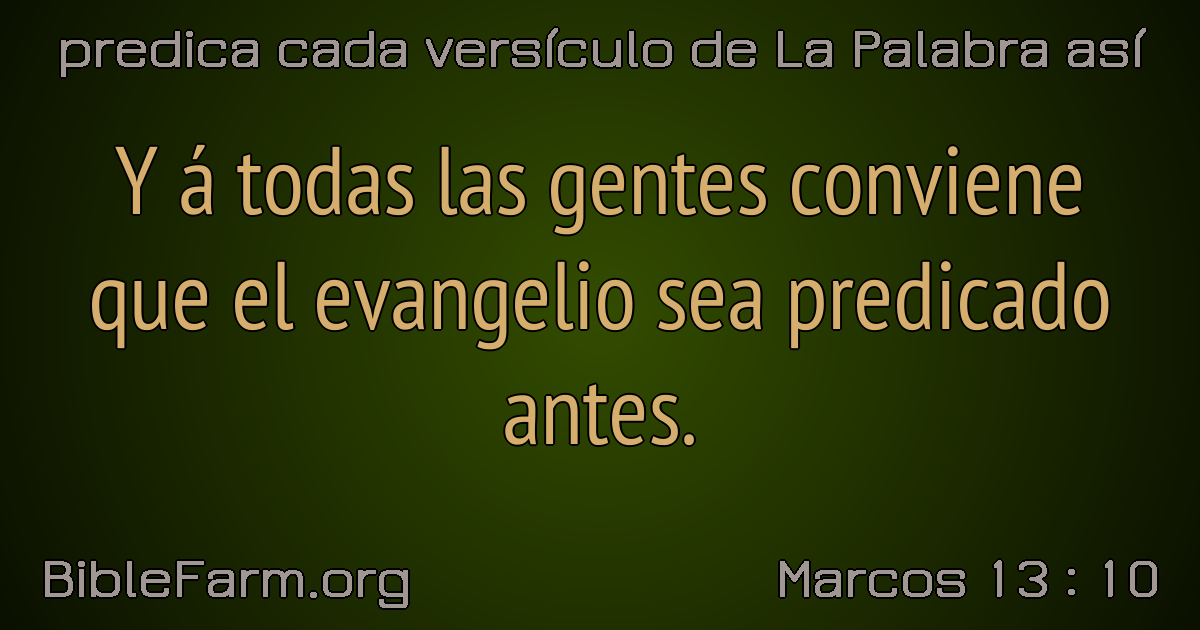 predica cada versículo de La Palabra así
Y á todas las gentes conviene
que el evangelio sea predicado
antes.
BibleFarm.org
Marcos 13 : 10